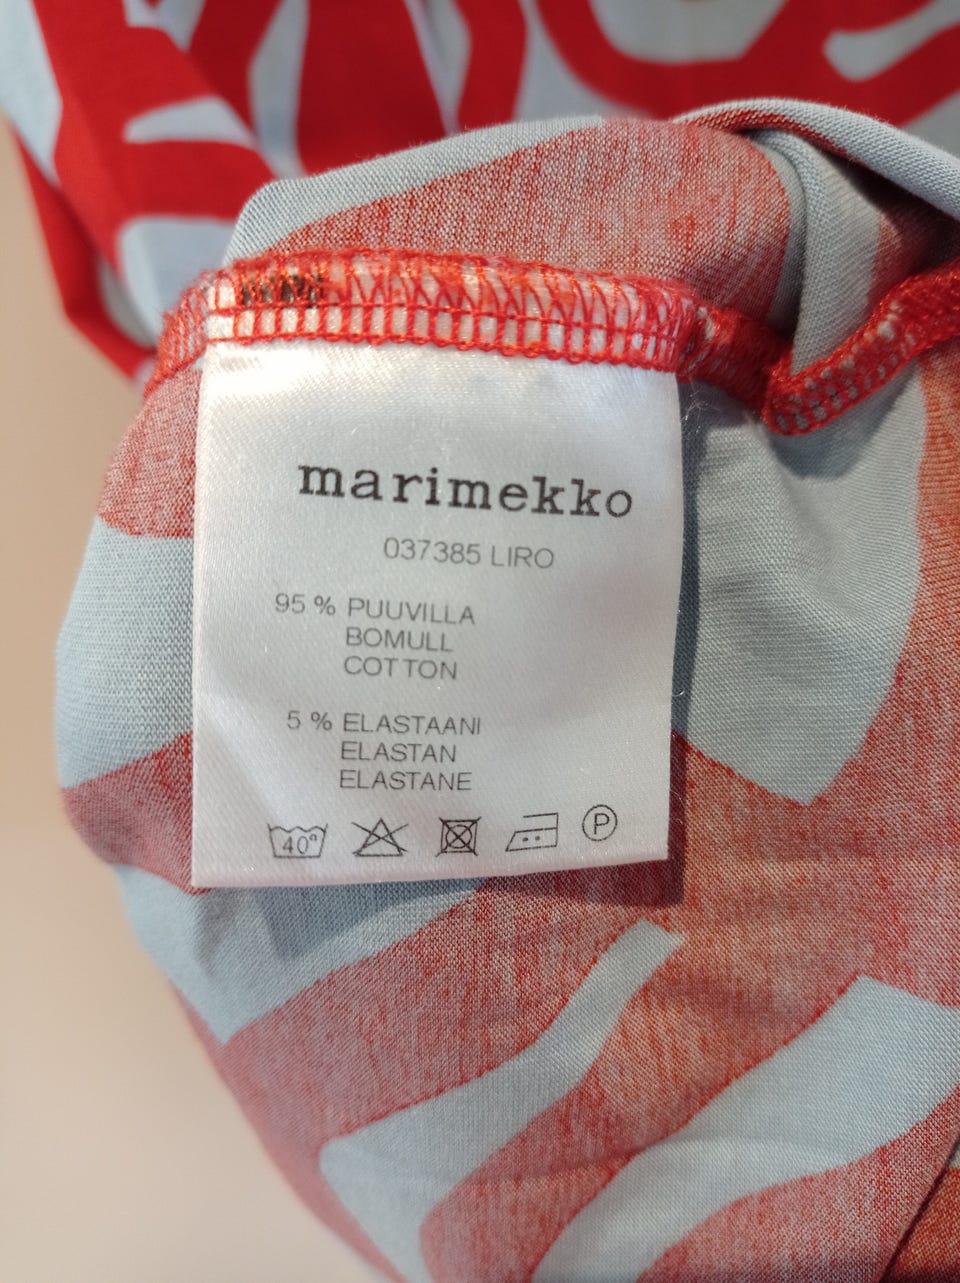 marimekko
037385 LIRO
95 % PUUVILLA
BOMULL
COTTON
5 % ELASTAANI
ELASTAN
ELASTANE
40° P